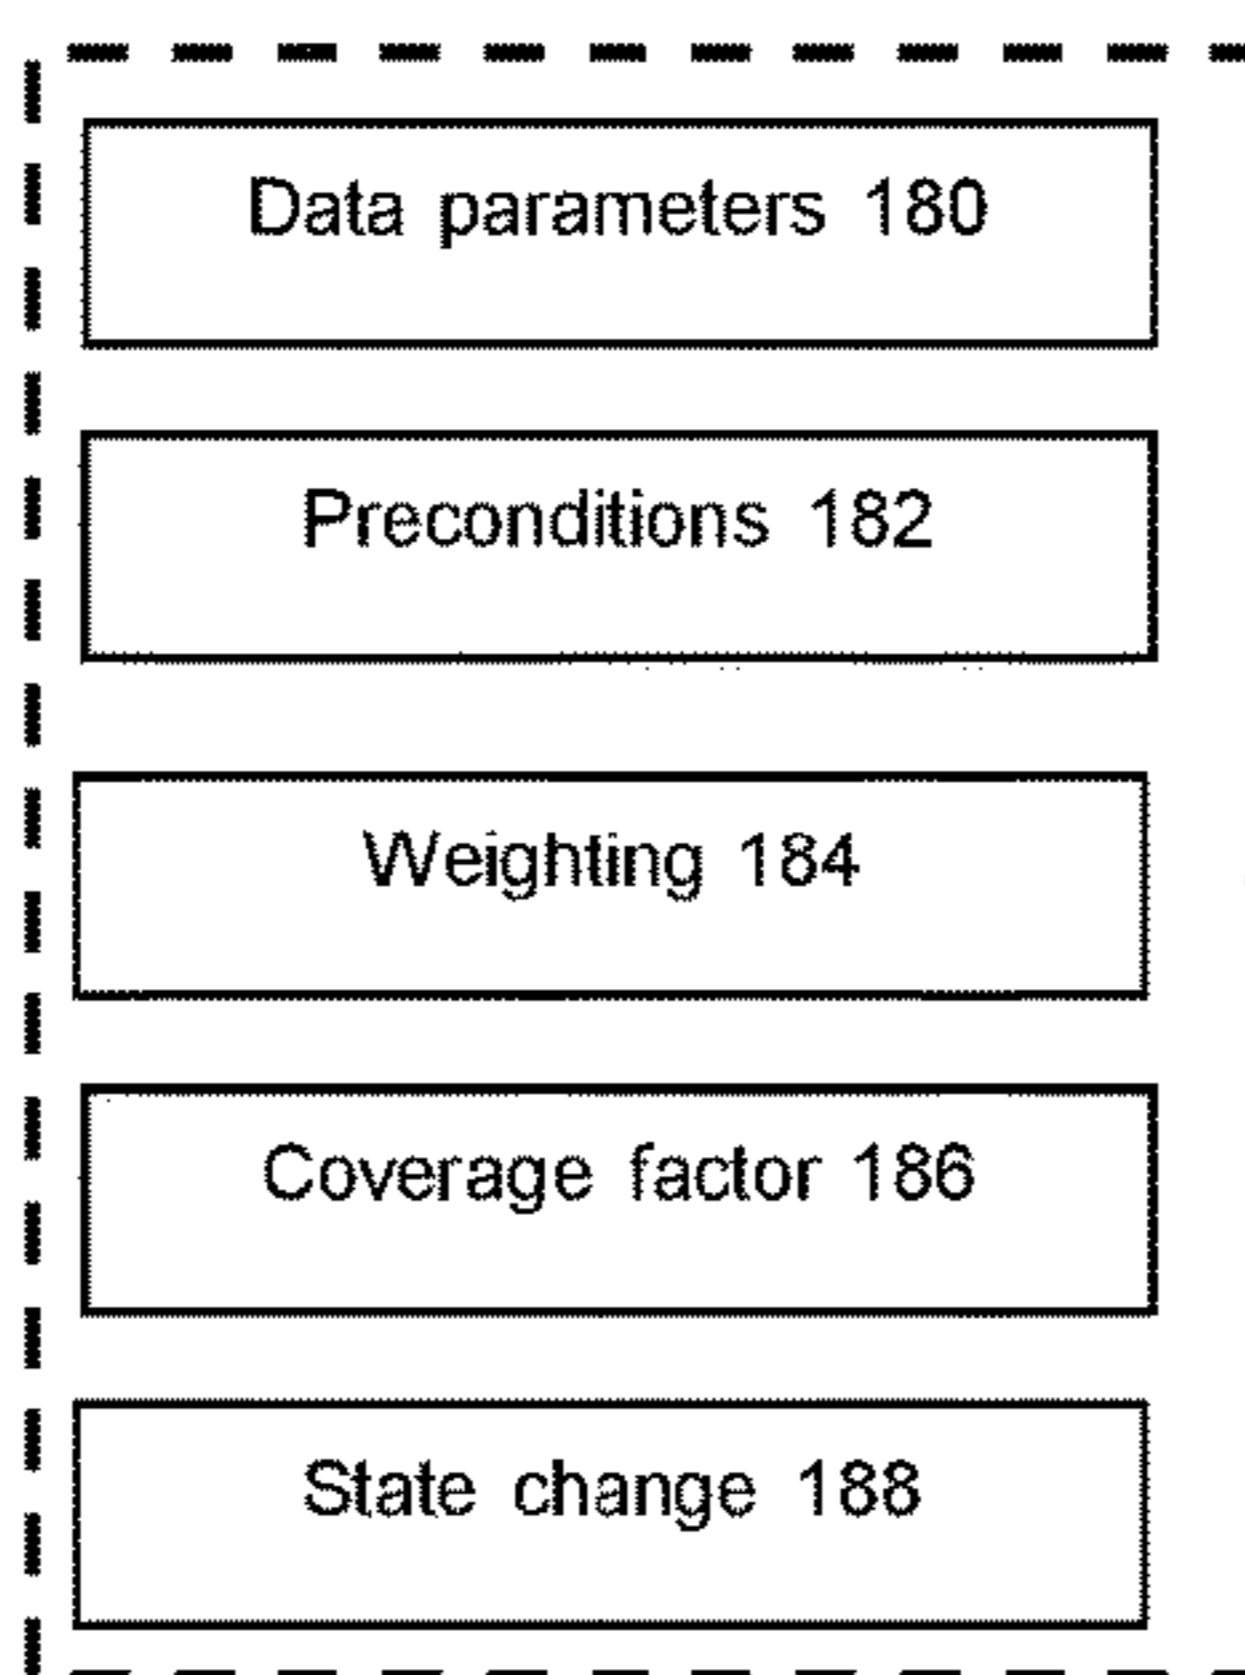 Data parameters 180
Preconditions 182
Weighting 184
Coverage factor 186
State change 188